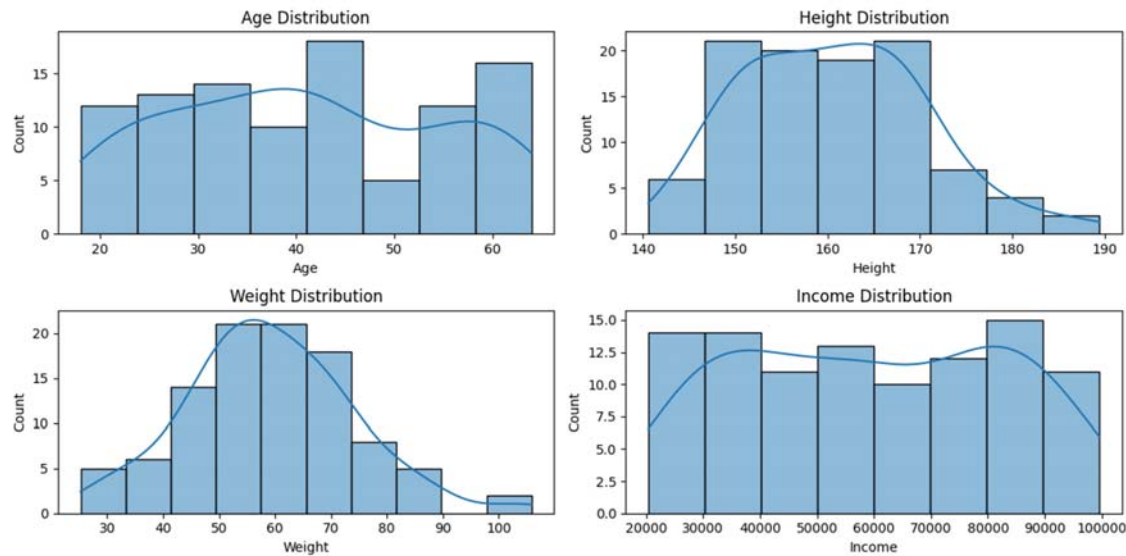 Age Distribution
Count
15
10
5
0
20 30 40 50 60
Age
Height Distribution
Count
20
15
10
5
0
140 150 160 170 180 190
Height
Weight Distribution
Count
20
15
10
5
0
30 40 50 60 70 80 90 100
Weight
Income Distribution
Count
15.0
12.5
10.0
7.5
5.0
2.5
0.0
20000 30000 40000 50000 60000 70000 80000 90000 100000
Income